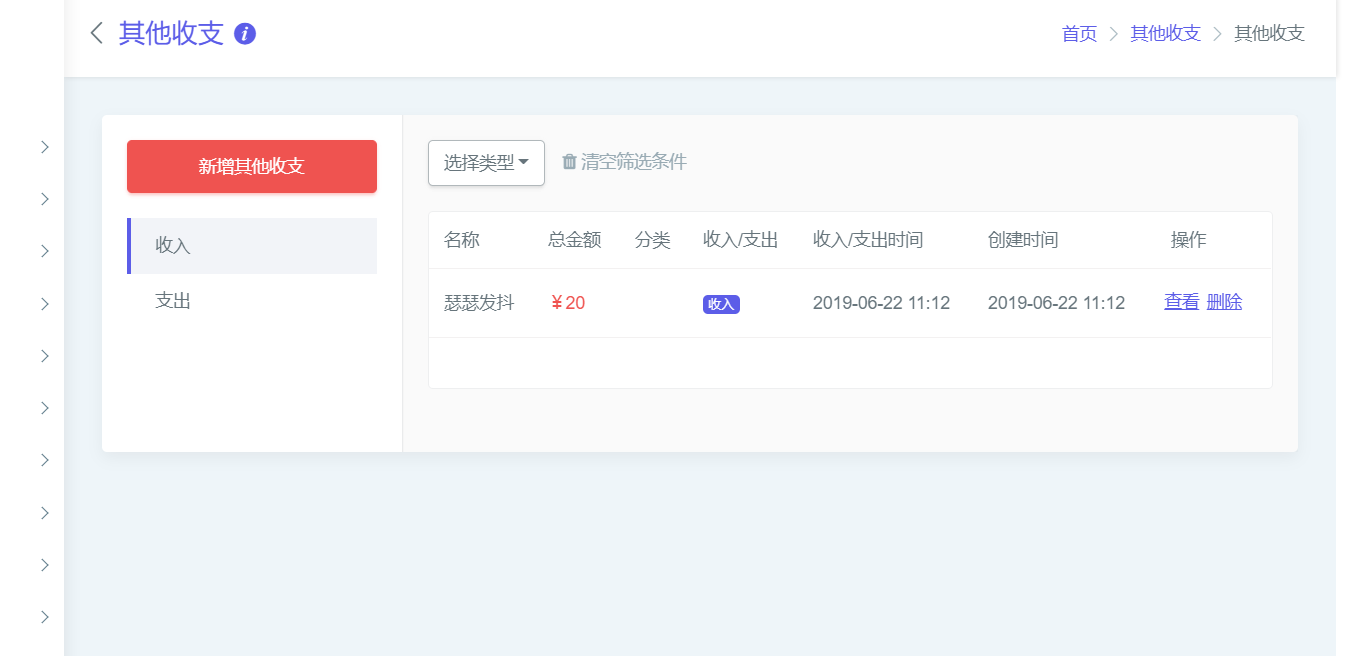 其他收支
首页 其他收支 其他收支
新增其他收支
收入
支出
选择类型 清空筛选条件
名称 总金额 分类 收入/支出 收入/支出时间 创建时间 操作
瑟瑟发抖 ￥20 收入 2019-06-22 11:12 2019-06-22 11:12 查看 删除